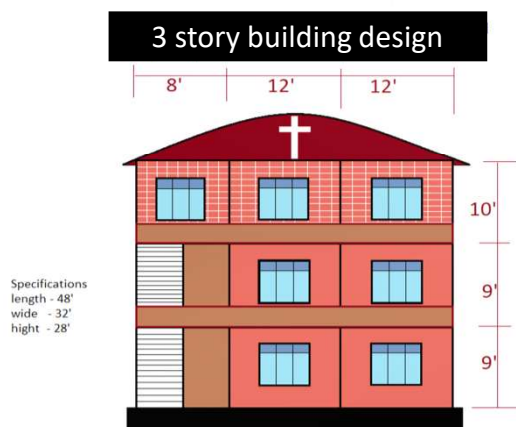 3 story building design
8' 12' 12'
10'
9'
Specifications
length - 48'
wide - 32'
hight - 28'
9'